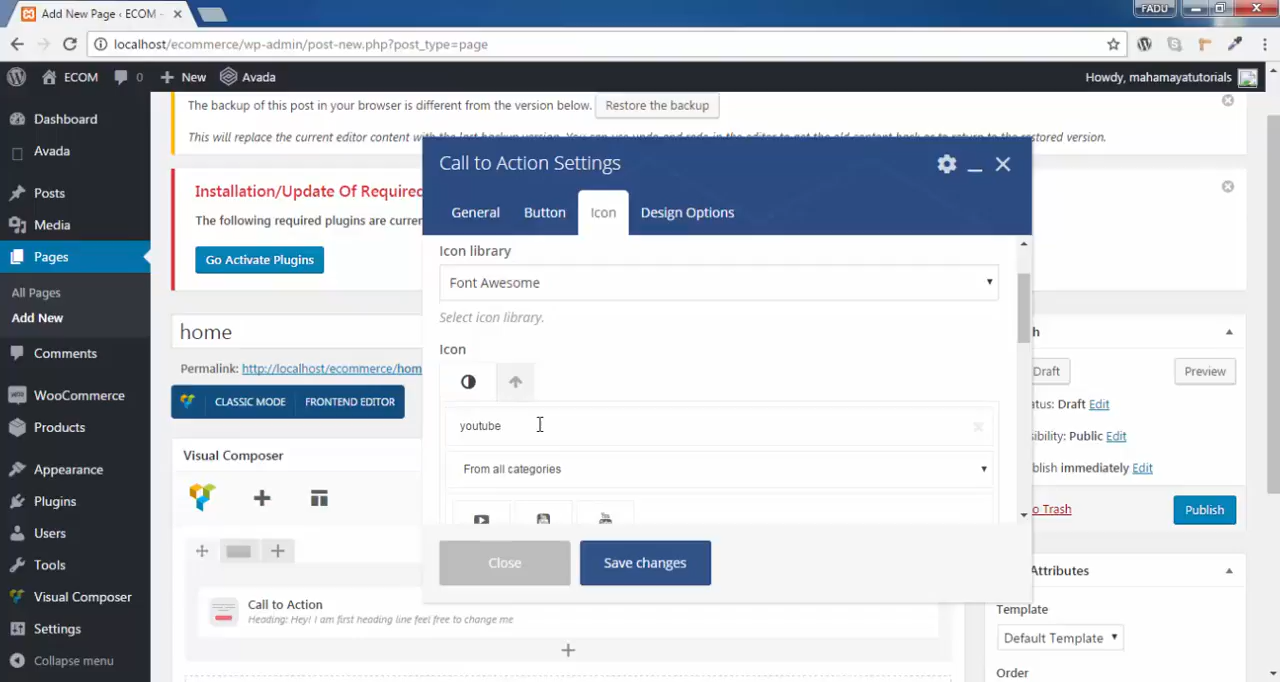 Add New Page ‹ ECOM -
FADU
localhost/ecommerce/wp-admin/post-new.php?post_type=page
ECOM
0
New
Avada
Howdy, mahamayatutorials
Dashboard
Avada
Posts
Media
Pages
All Pages
Add New
Comments
WooCommerce
Products
Appearance
Plugins
Users
Tools
Visual Composer
Settings
Collapse menu
The backup of this post in your browser is different from the version below.
Restore the backup
This will replace the current editor content with the last backup version. You can use undo and redo in the editor to get the old content back or to return to the restored version.
Installation/Update Of Required
The following required plugins are curren
Go Activate Plugins
home
Permalink: http://localhost/ecommerce/hom
CLASSIC MODE
FRONTEND EDITOR
Visual Composer
Call to Action
Heading: Hey! I am first heading line feel free to change me
Call to Action Settings
General
Button
Icon
Design Options
Icon library
Font Awesome
Select icon library.
Icon
youtube
From all categories
Close
Save changes
Draft
Preview
atus: Draft Edit
ibility: Public Edit
blish immediately Edit
o Trash
Publish
Attributes
Template
Default Template
Order